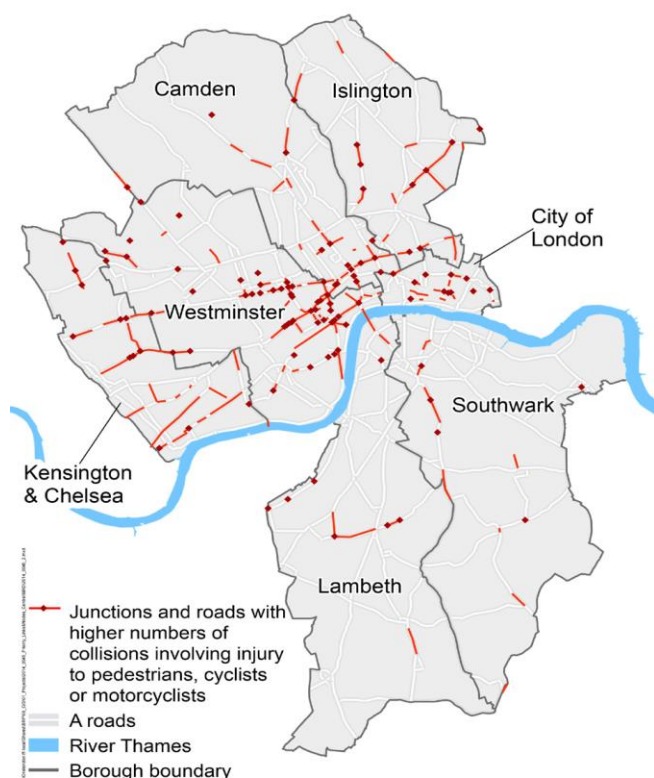 Camden
Islington
City of
London
Westminster
Southwark
Kensington
& Chelsea
Lambeth
Junctions and roads with
higher numbers of
collisions involving injury
to pedestrians, cyclists
or motorcyclists
A roads
River Thames
Borough boundary